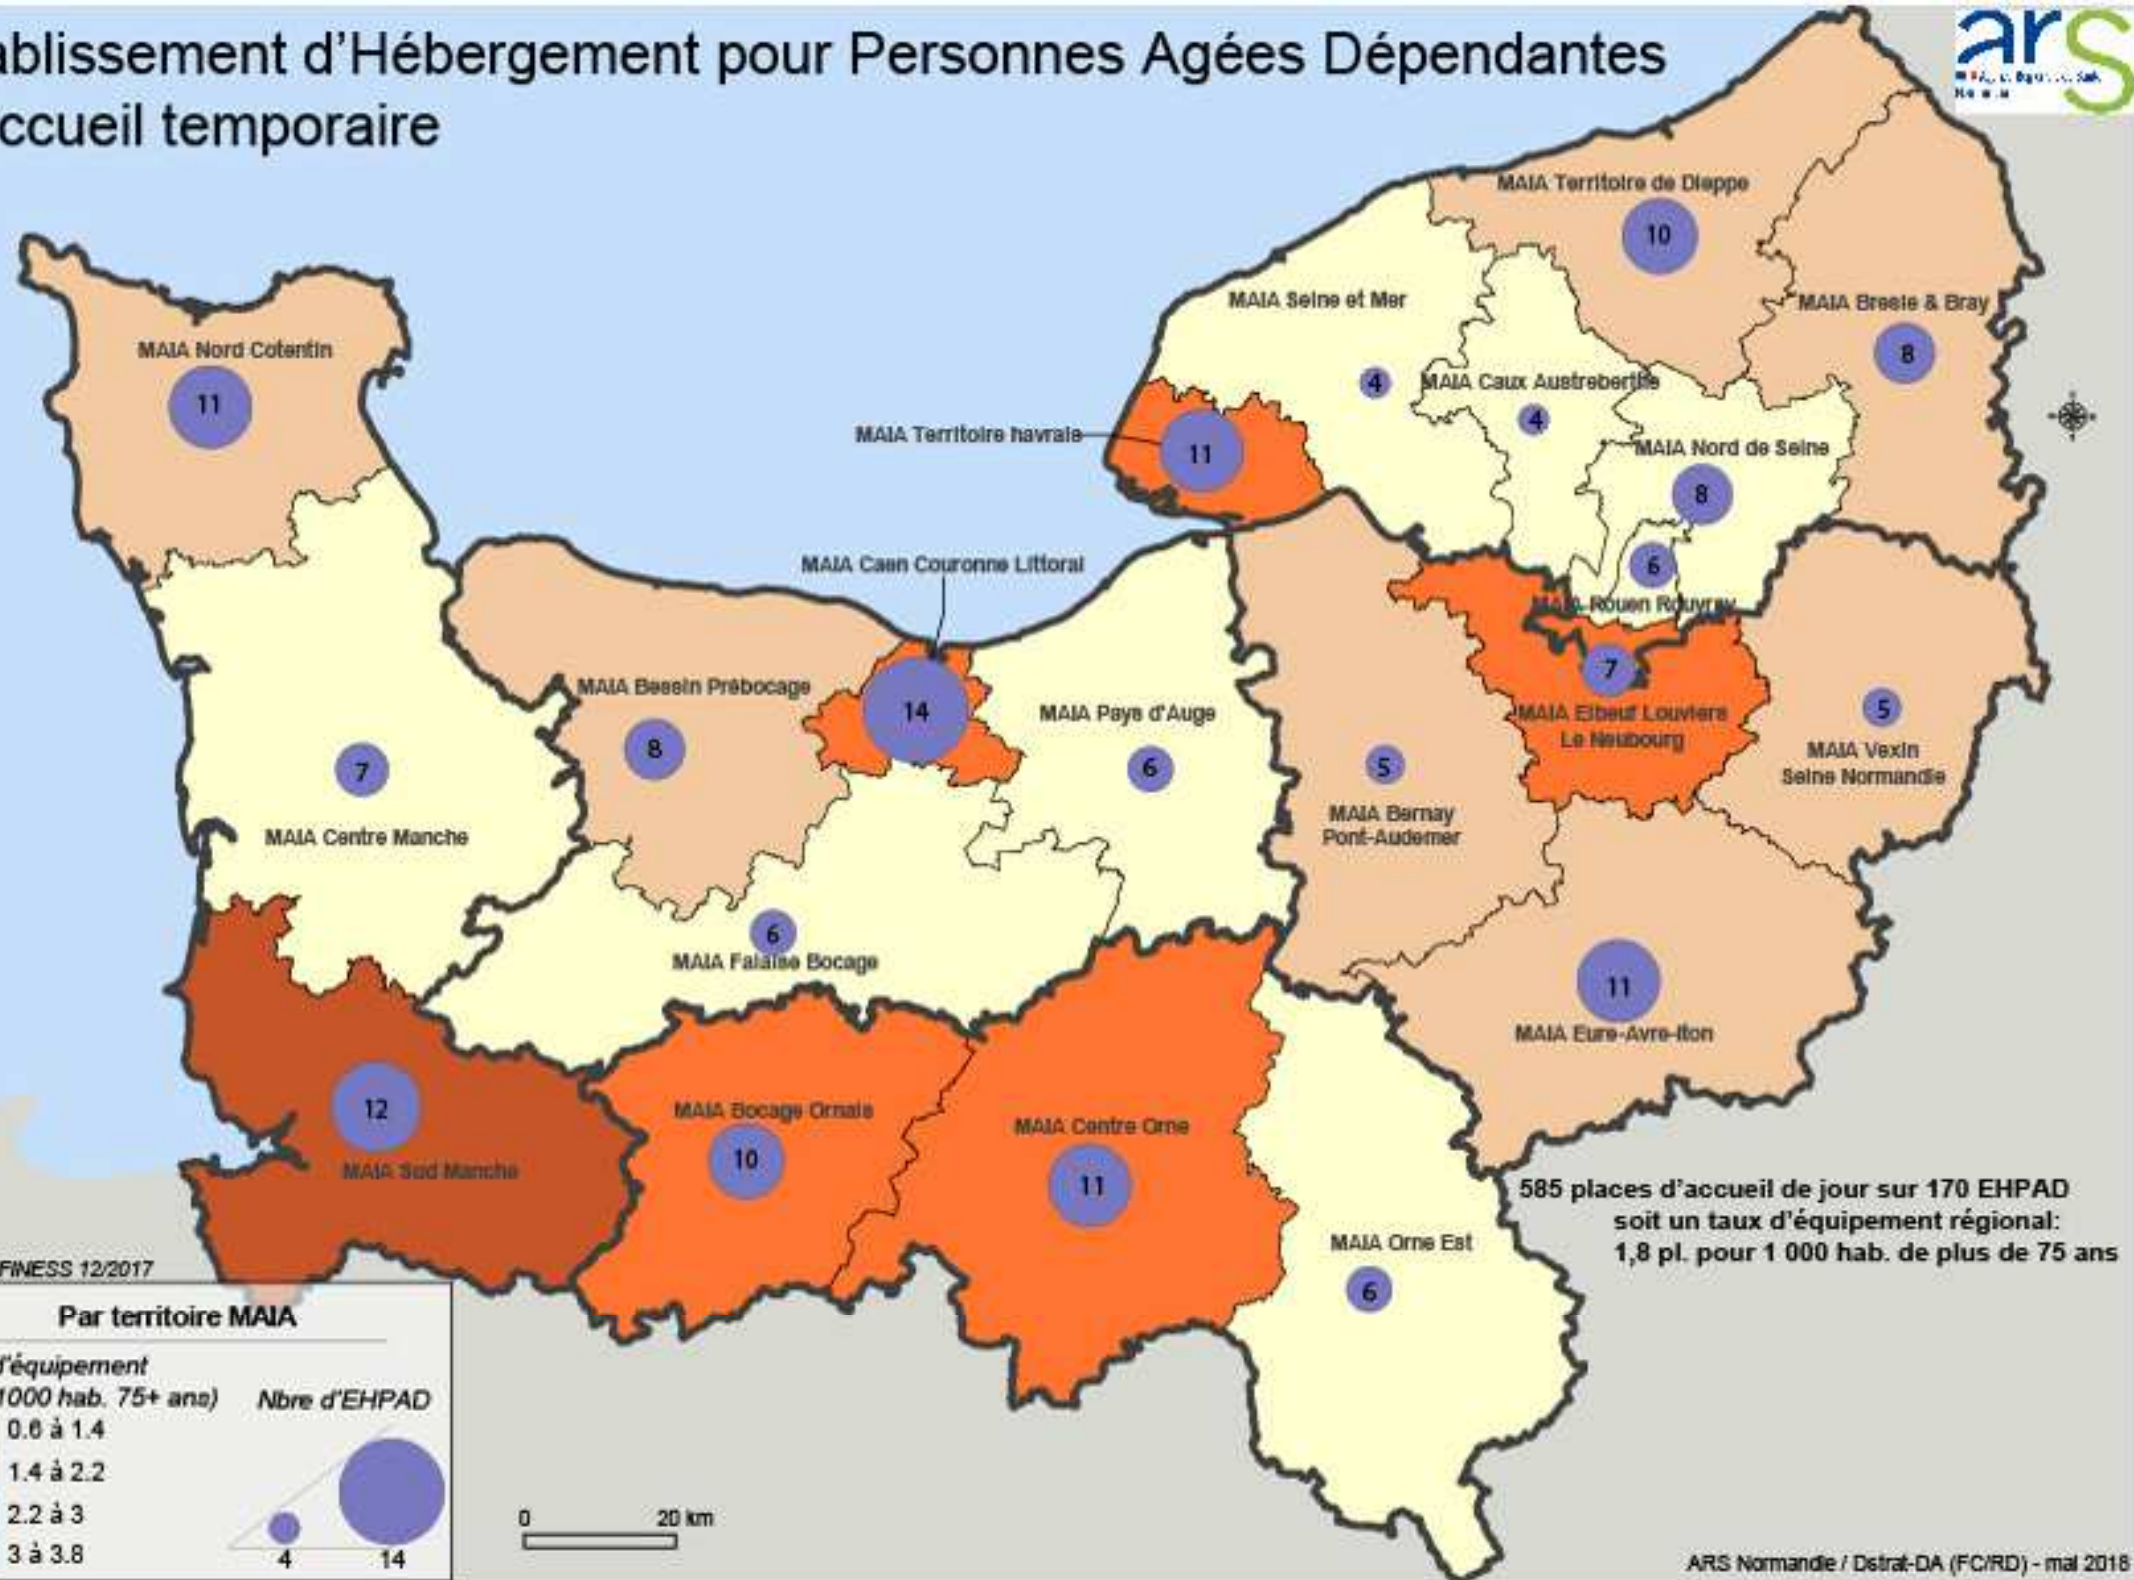 ablissement d'Hébergement pour Personnes Agées Dépendantes
ccueil temporaire
ars
MAIA Territoire de Dieppe
10
MAIA Seine et Mer
MAIA Bresle & Bray
8
MAIA Nord Cotentin
11
4
MAIA Caux Austreberthe
4
MAIA Territoire havrais
11
MAIA Nord de Seine
8
MAIA Caen Couronne Littoral
6
MAIA Rouen Rouvray
7
MAIA Bessin Prébocage
8
14
MAIA Pays d'Auge
6
MAIA Elbeuf Louviers
Le Neubourg
5
MAIA Vexin
Seine Normandie
7
MAIA Centre Manche
5
MAIA Bernay
Pont-Audemer
6
MAIA Falaise Bocage
11
MAIA Eure-Avre-Iton
12
MAIA Sud Manche
MAIA Bocage Ornais
10
MAIA Centre Orne
11
MAIA Orne Est
6
585 places d'accueil de jour sur 170 EHPAD
soit un taux d'équipement régional:
1,8 pl. pour 1 000 hab. de plus de 75 ans
FINESS 12/2017
Par territoire MAIA
d'équipement
1000 hab. 75+ ans)
Nbre d'EHPAD
0.6 à 1.4
1.4 à 2.2
2.2 à 3
3 à 3.8
4
14
0
20 km
ARS Normandie / Dstrat-DA (FC/RD) - mai 2018